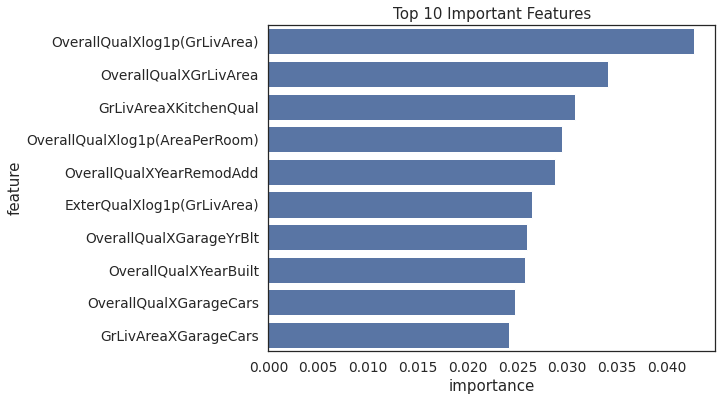 Top 10 Important Features
feature
OverallQualXlog1p(GrLivArea)
OverallQualXGrLivArea
GrLivAreaXKitchenQual
OverallQualXlog1p(AreaPerRoom)
OverallQualXYearRemodAdd
ExterQualXlog1p(GrLivArea)
OverallQualXGarageYrBlt
OverallQualXYearBuilt
OverallQualXGarageCars
GrLivAreaXGarageCars
0.000 0.005 0.010 0.015 0.020 0.025 0.030 0.035 0.040
importance